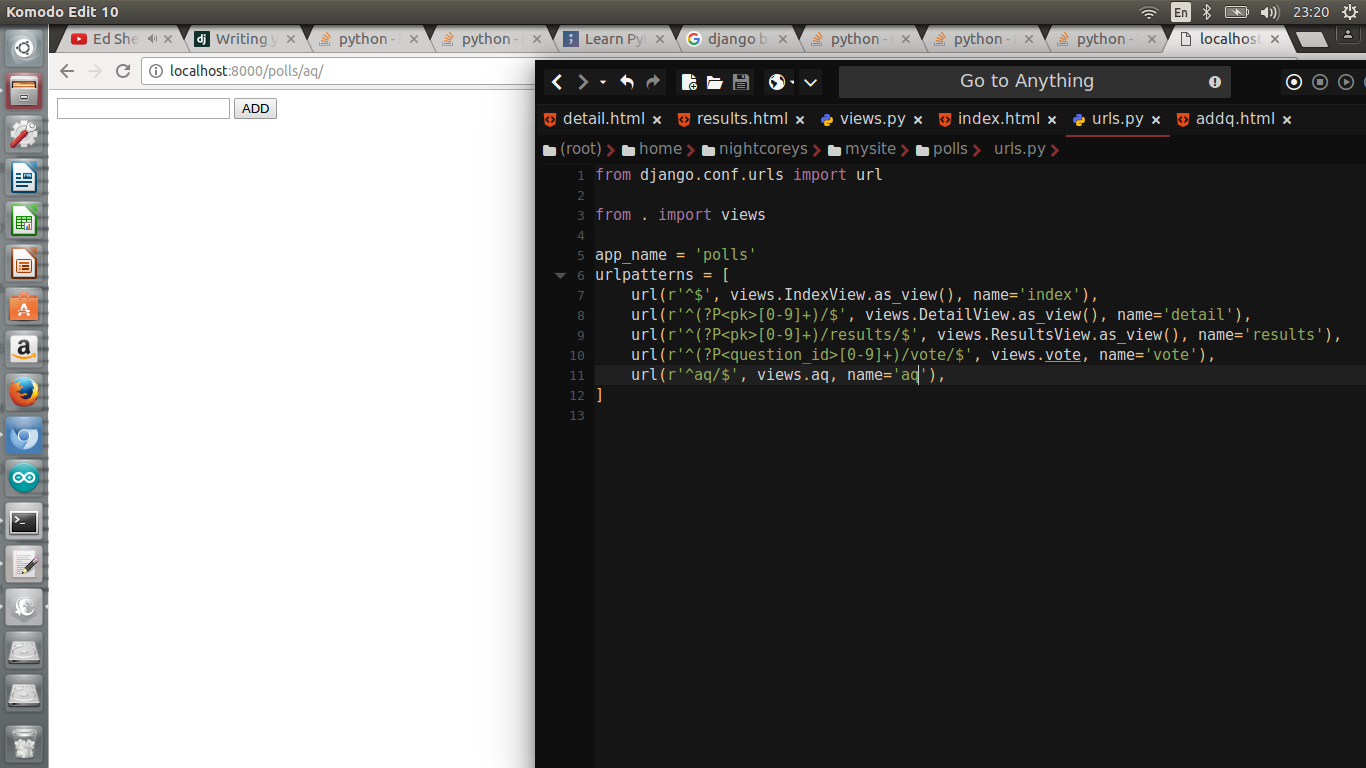 Komodo Edit 10
En
23:20
Ed She
Writing y
python -
python -
Learn Pyt
django b
python -
python -
python -
localhost
localhost:8000/polls/aq/
ADD
Go to Anything
detail.html
results.html
views.py
index.html
urls.py
addq.html
(root) home nightcoreys mysite polls urls.py
1 from django.conf.urls import url
2
3 from . import views
4
5 app_name = 'polls'
6 urlpatterns = [
7 url(r'^$', views.IndexView.as_view(), name='index'),
8 url(r'^(?P<pk>[0-9]+)/$', views.DetailView.as_view(), name='detail'),
9 url(r'^(?P<pk>[0-9]+)/results/$', views.ResultsView.as_view(), name='results'),
10 url(r'^(?P<question_id>[0-9]+)/vote/$', views.vote, name='vote'),
11 url(r'^aq/$', views.aq, name='aq'),
12 ]
13